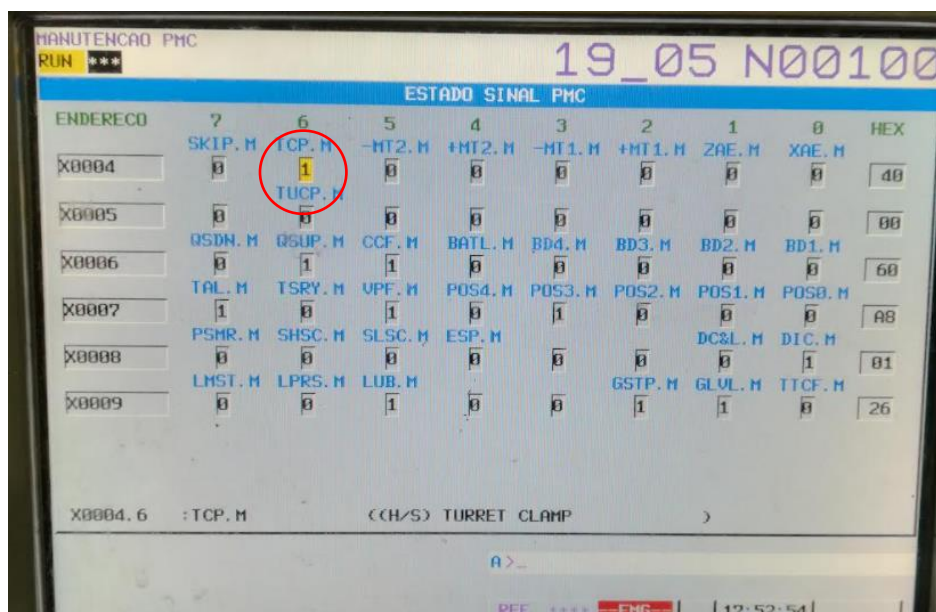 MANUTENCAO PMC
RUN ***
19_05 N00100
ESTADO SINAL PMC
ENDERECO 7 6 5 4 3 2 1 0 HEX
SKIP.M TCP.M -MT2.M +MT2.M -MT1.M +MT1.M ZAE.M XAE.M
X0004 0 1 0 0 0 0 0 0 40
TUCP.M
X0005 0 0 0 0 0 0 0 0 00
QSDN.M QSUP.M CCF.M BATL.M BD4.M BD3.M BD2.M BD1.M
X0006 0 1 1 0 0 0 0 0 60
TAL.M TSRY.M VPF.M POS4.M POS3.M POS2.M POS1.M POS0.M
X0007 1 0 1 0 1 0 0 0 A8
PSMR.M SHSC.M SLSC.M ESP.M DC&L.M DIC.M
X0008 0 0 0 0 0 0 0 1 01
LMST.M LPRS.M LUB.M GSTP.M GLVL.M TTCF.M
X0009 0 0 1 0 0 1 1 0 26
X0004.6 :TCP.M ((H/S) TURRET CLAMP )
A>_
REF **** --EMG-- 12:52:54